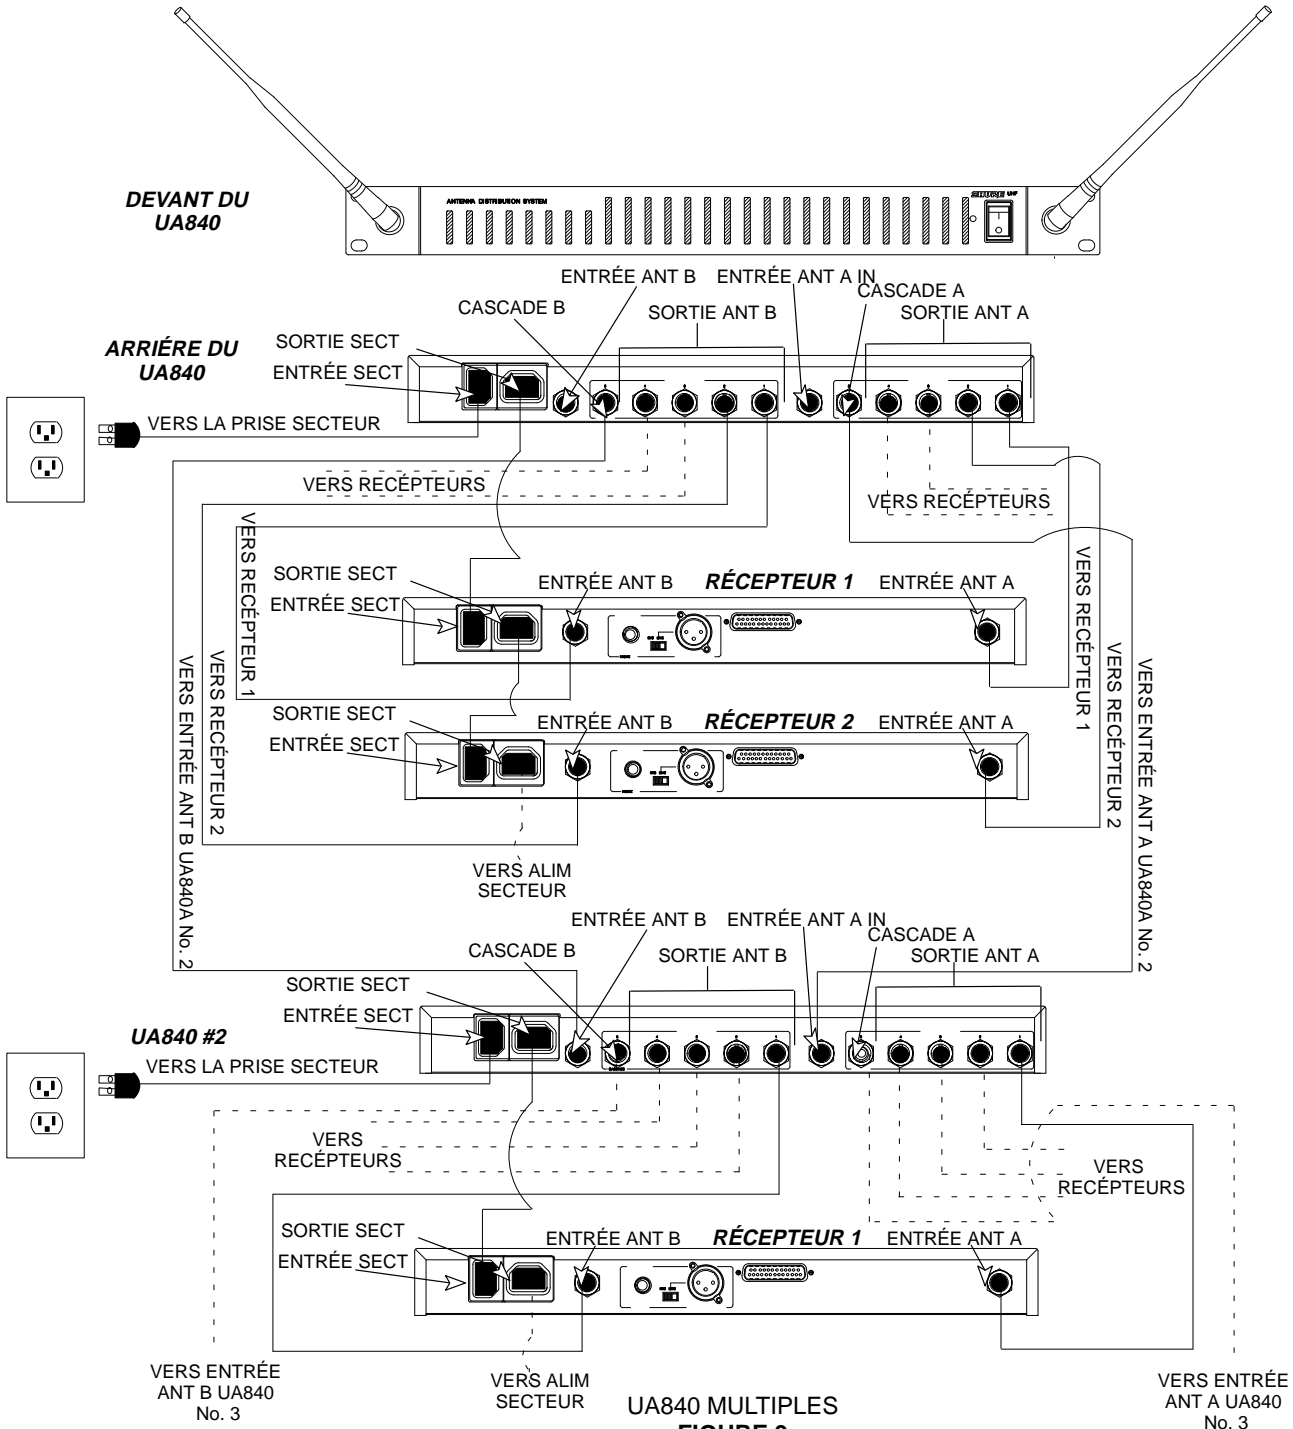 ANTENNA DISTRIBUTION SYSTEM
SHURE UHF
DEVANT DU
UA840
ENTRÉE ANT B
ENTRÉE ANT A IN
CASCADE B
SORTIE ANT B
CASCADE A
SORTIE ANT A
ARRIÉRE DU
UA840
SORTIE SECT
ENTRÉE SECT
VERS LA PRISE SECTEUR
VERS RECÉPTEURS
VERS RECÉPTEURS
VERS RECÉPTEUR 1
VERS RECÉPTEUR 2
VERS ENTRÉE ANT B UA840A No. 2
VERS RECÉPTEUR 1
VERS RECÉPTEUR 2
VERS ENTRÉE ANT A UA840A No. 2
SORTIE SECT
ENTRÉE SECT
ENTRÉE ANT B
RÉCEPTEUR 1
ENTRÉE ANT A
SORTIE SECT
ENTRÉE SECT
ENTRÉE ANT B
RÉCEPTEUR 2
ENTRÉE ANT A
VERS ALIM
SECTEUR
ENTRÉE ANT B
ENTRÉE ANT A IN
CASCADE B
SORTIE ANT B
CASCADE A
SORTIE ANT A
SORTIE SECT
ENTRÉE SECT
UA840 #2
VERS LA PRISE SECTEUR
VERS
RECÉPTEURS
VERS
RECÉPTEURS
SORTIE SECT
ENTRÉE SECT
ENTRÉE ANT B
RÉCEPTEUR 1
ENTRÉE ANT A
VERS ENTRÉE
ANT B UA840
No. 3
VERS ALIM
SECTEUR
VERS ENTRÉE
ANT A UA840
No. 3
UA840 MULTIPLES